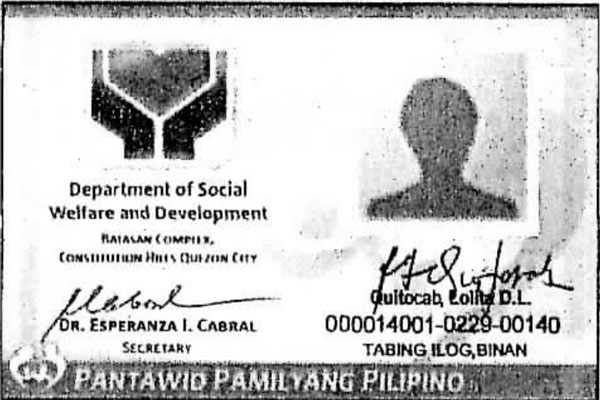 Department of Social
Welfare and Development
BATASAN COMPLEX,
CONSTITUTION HILLS QUEZON CITY
DR. ESPERANZA I. CABRAL
SECRETARY
Quitocab, Lolita D.L.
000014001-0229-00140
TABING ILOG,BINAN
PANTAWID PAMILYANG PILIPINO